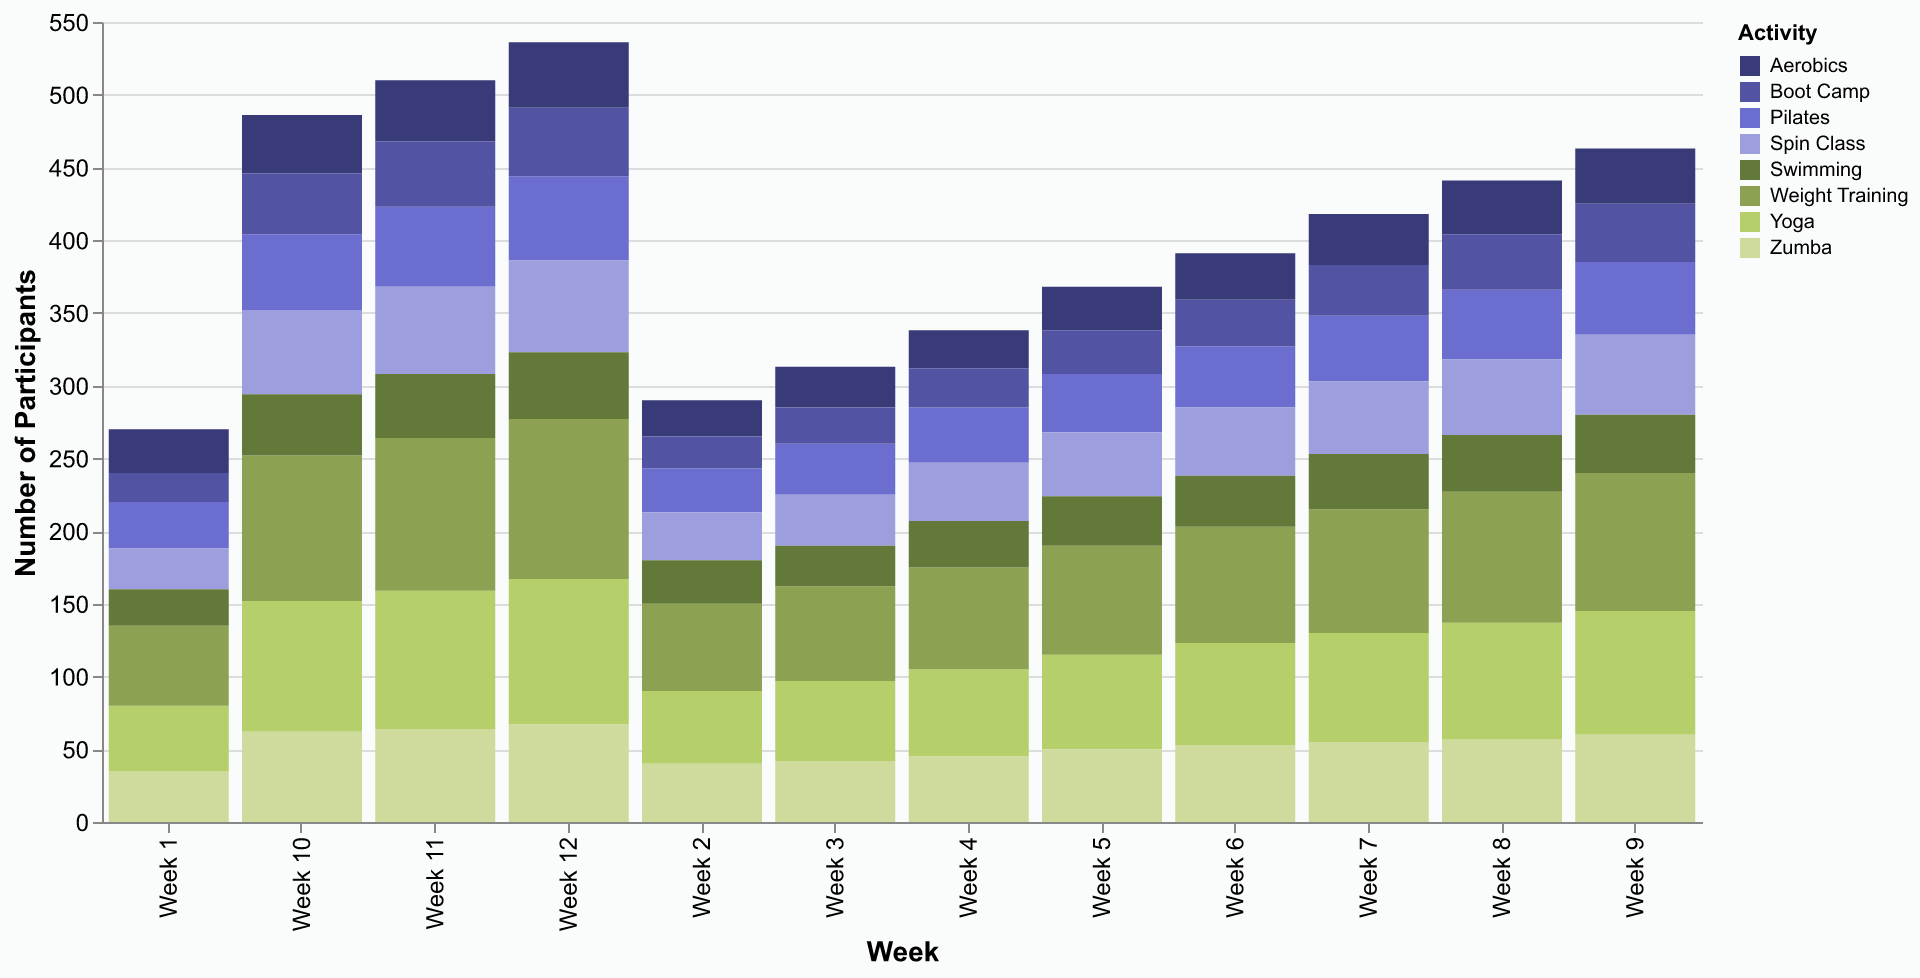 Number of Participants
550
500
450
400
350
300
250
200
150
100
50
0
Week 1
Week 10
Week 11
Week 12
Week 2
Week 3
Week 4
Week 5
Week 6
Week 7
Week 8
Week 9
Week
Activity
Aerobics
Boot Camp
Pilates
Spin Class
Swimming
Weight Training
Yoga
Zumba